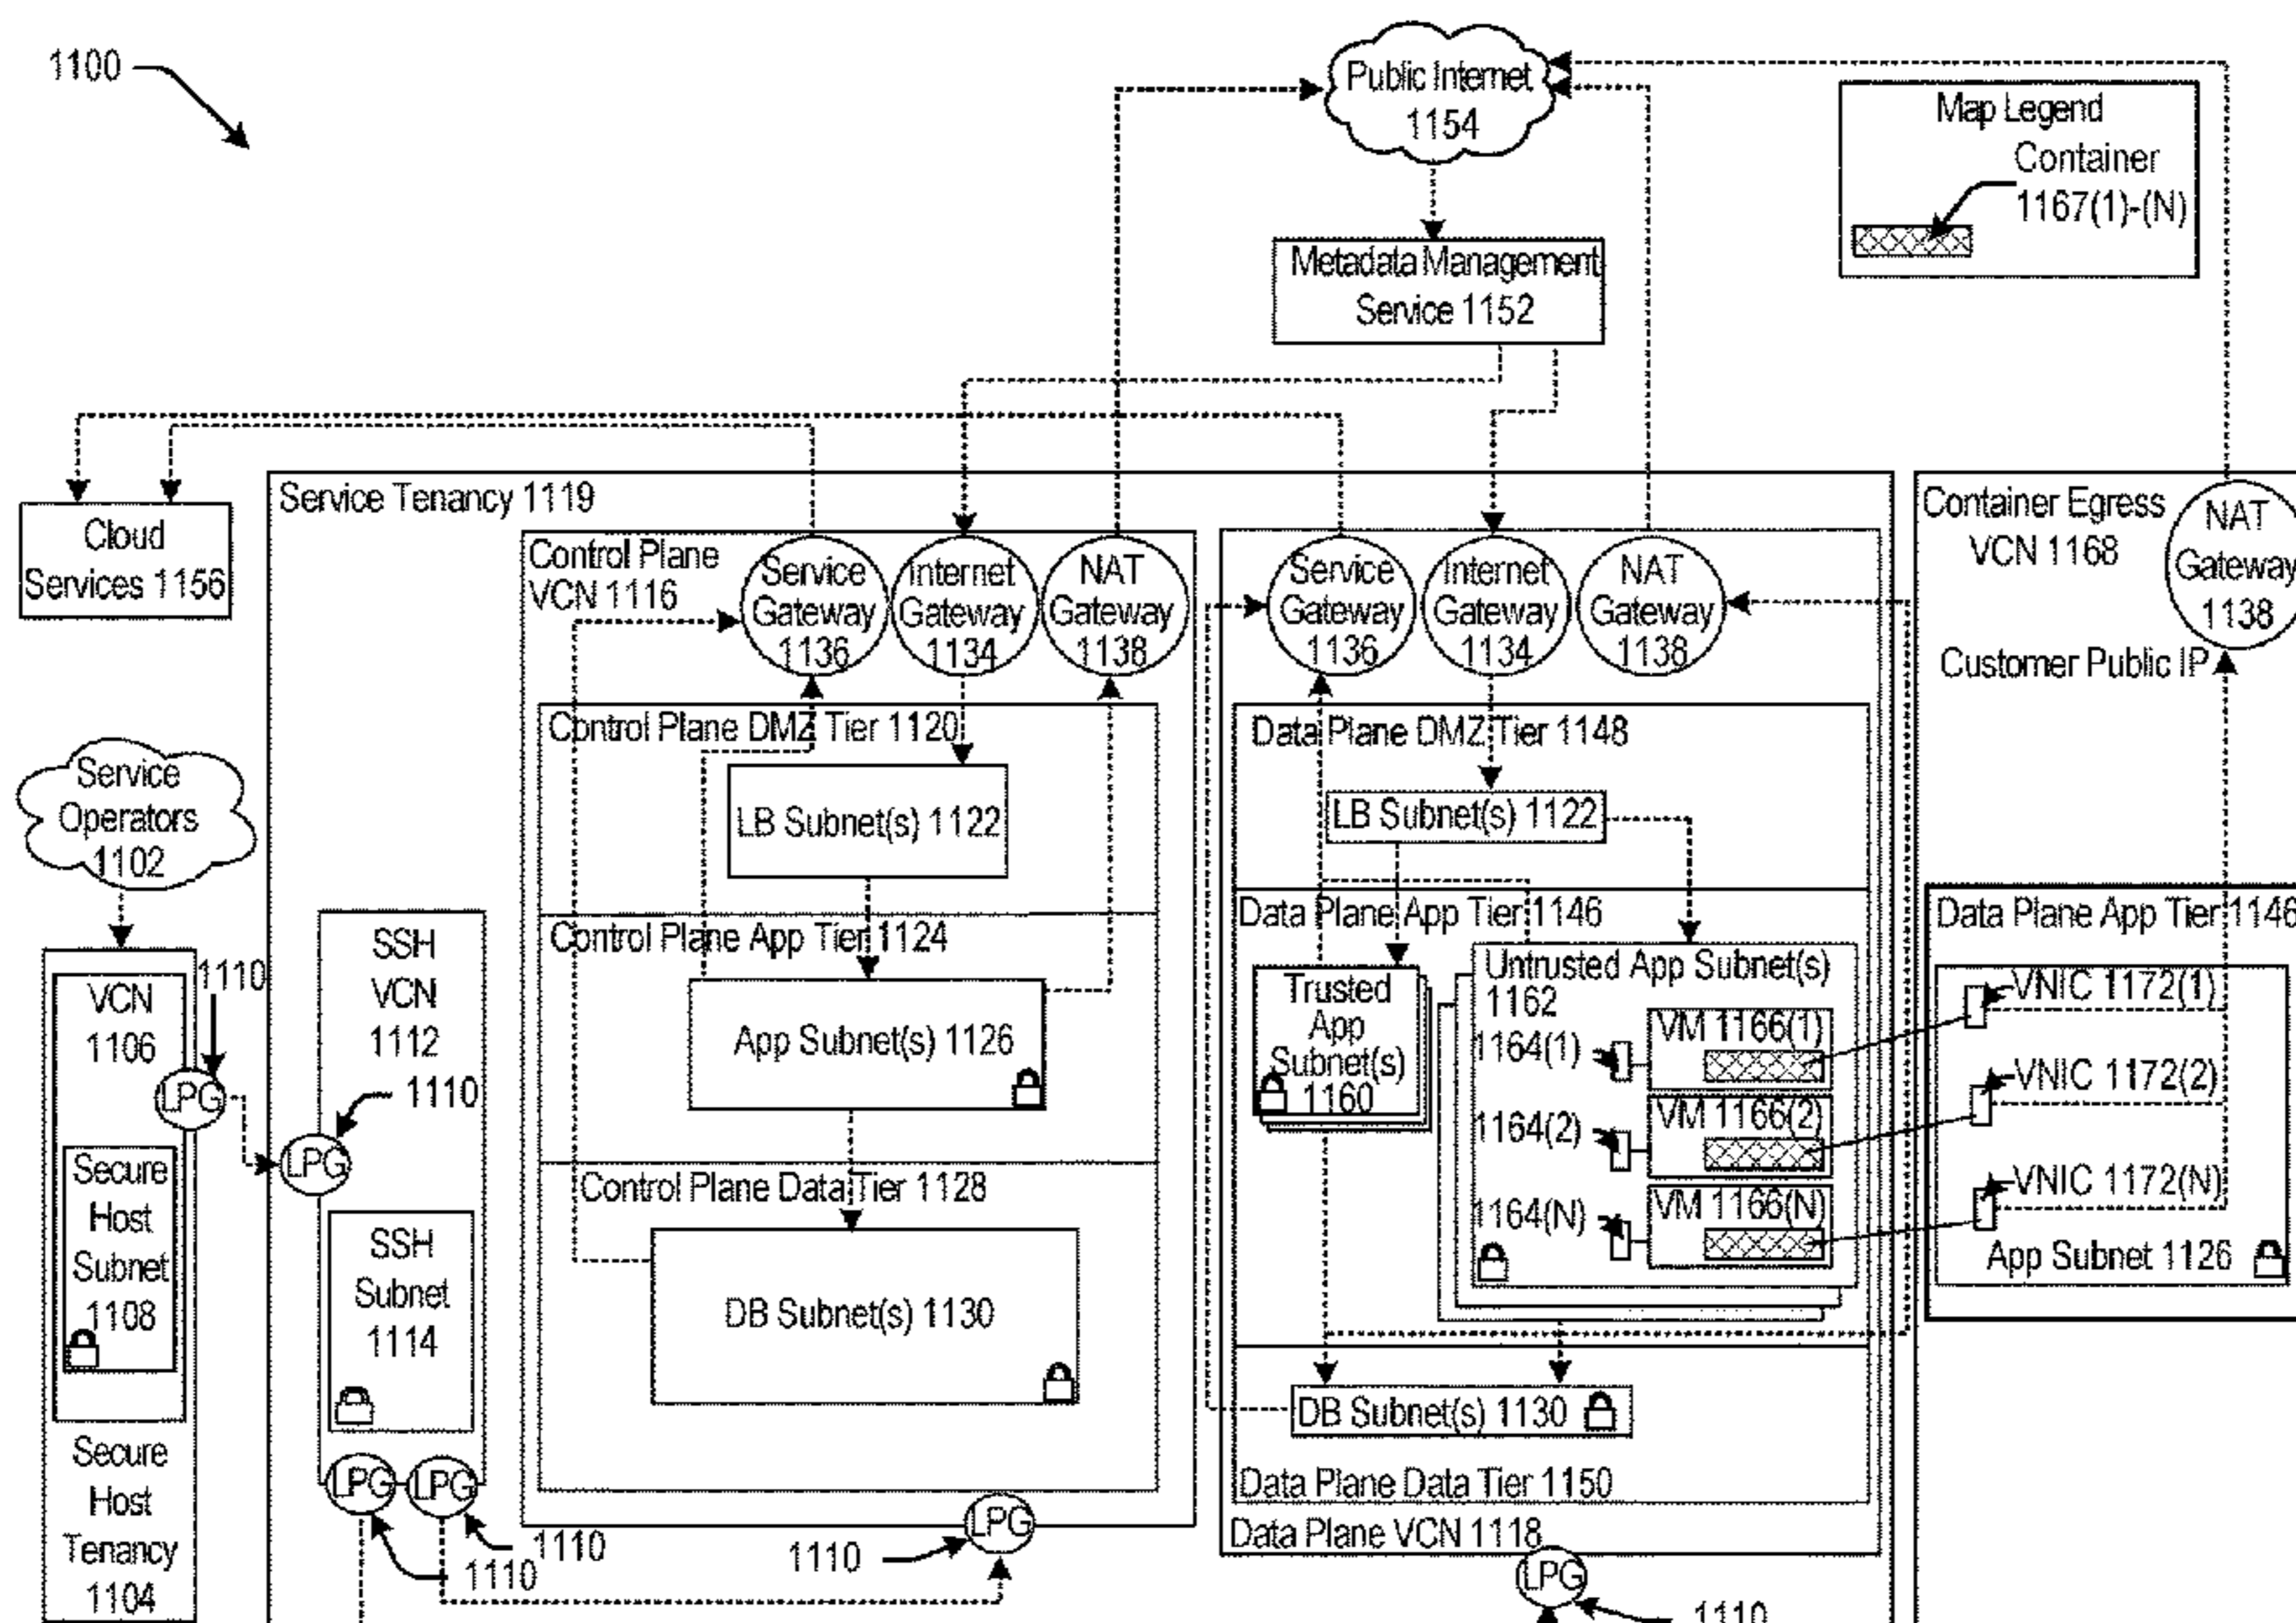 1100
Public Internet
1154
Map Legend
Container
1167(1)-(N)
Metadata Management
Service 1152
Cloud
Services 1156
Service Tenancy 1119
Control Plane
VCN 1116
Service
Gateway
1136
Internet
Gateway
1134
NAT
Gateway
1138
Service
Gateway
1136
Internet
Gateway
1134
NAT
Gateway
1138
Container Egress
VCN 1168
NAT
Gateway
1138
Customer Public IP
Service
Operators
1102
Control Plane DMZ Tier 1120
LB Subnet(s) 1122
Control Plane App Tier 1124
App Subnet(s) 1126
Control Plane Data Tier 1128
DB Subnet(s) 1130
Data Plane DMZ Tier 1148
LB Subnet(s) 1122
Data Plane App Tier 1146
Trusted
App
Subnet(s)
1160
Untrusted App Subnet(s)
1162
1164(1)
VM 1166(1)
1164(2)
VM 1166(2)
1164(N)
VM 1166(N)
DB Subnet(s) 1130
Data Plane Data Tier 1150
Data Plane VCN 1118
Data Plane App Tier 1146
VNIC 1172(1)
VNIC 1172(2)
VNIC 1172(N)
App Subnet 1126
VCN
1106
1110
LPG
Secure
Host
Subnet
1108
Secure
Host
Tenancy
1104
SSH
VCN
1112
1110
LPG
SSH
Subnet
1114
LPG
LPG
1110
1110
1110
LPG
LPG
1110